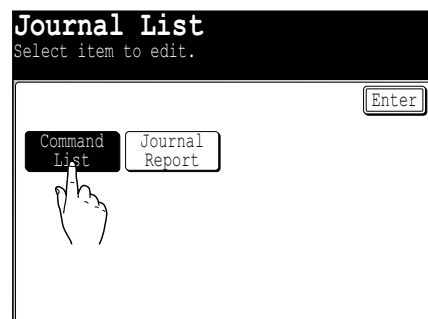 Journal List
Select item to edit.
Enter
Command
List
Journal
Report